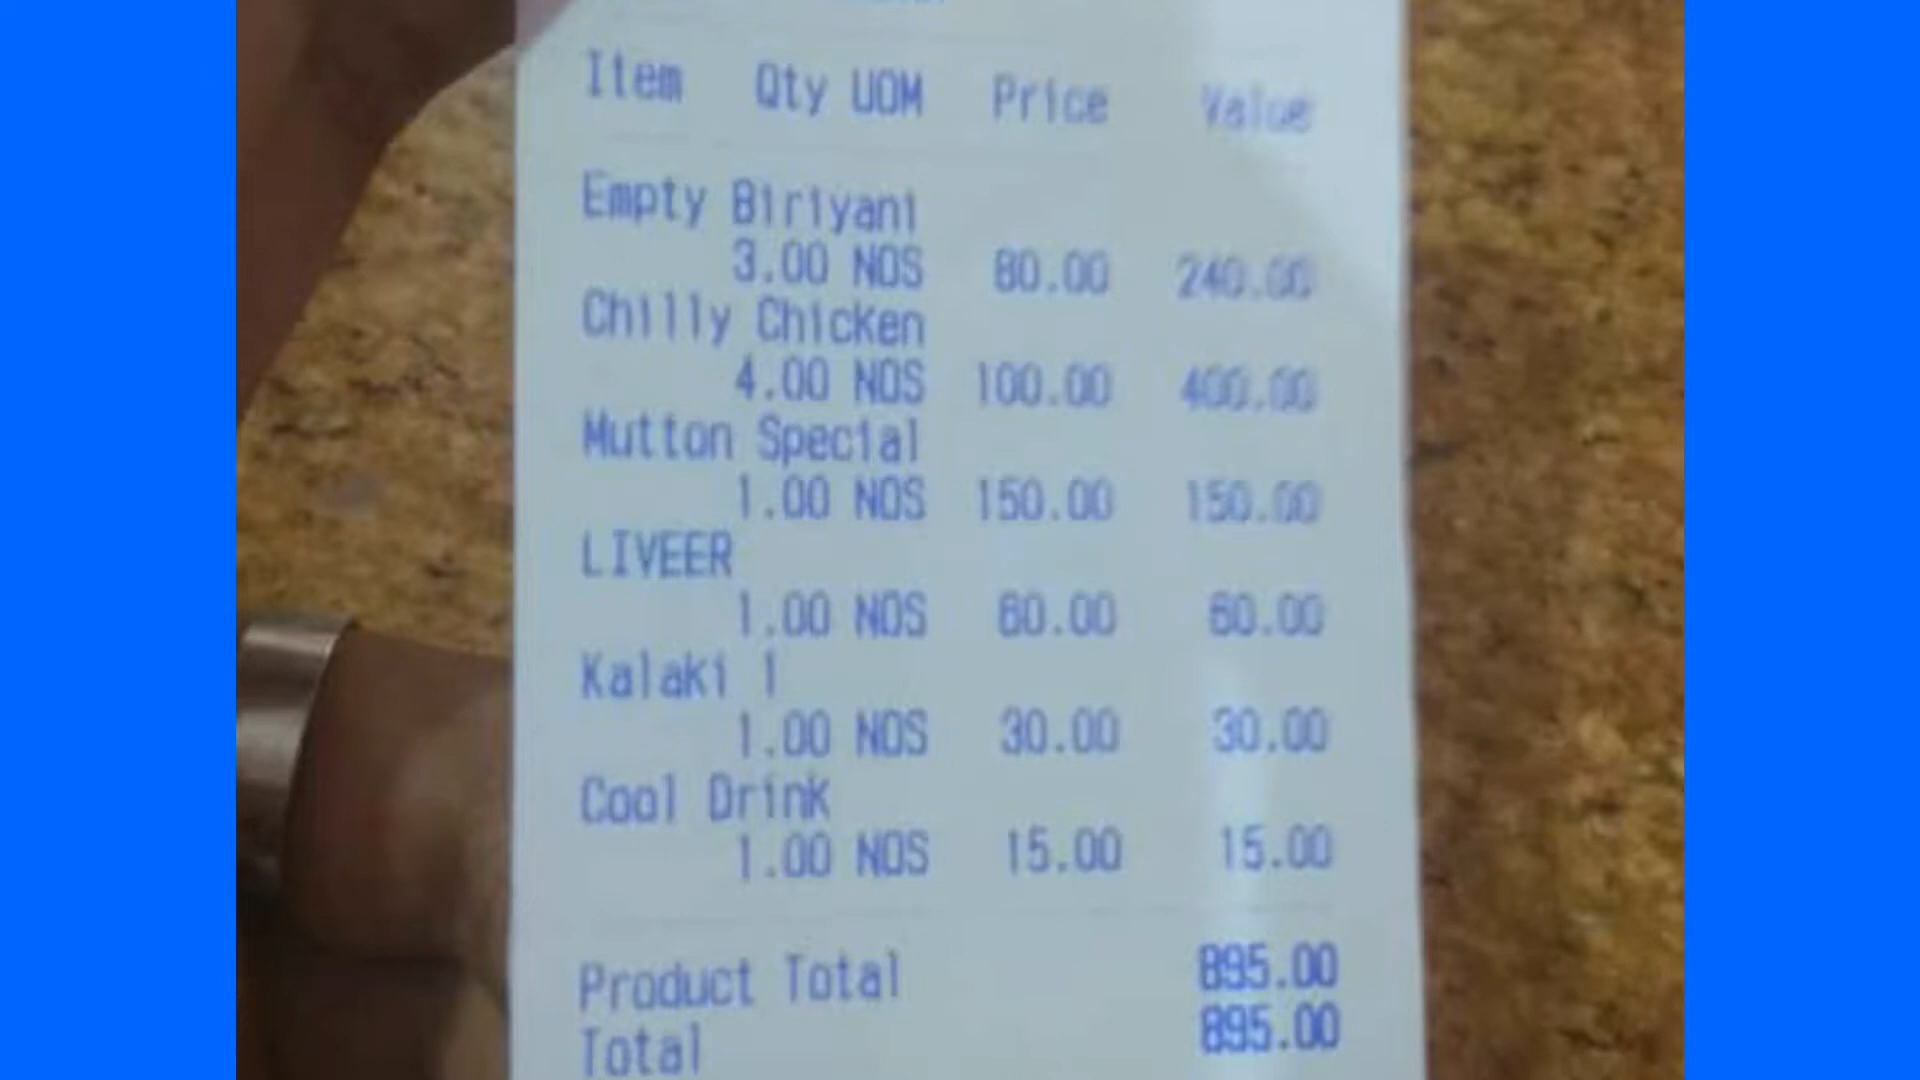 Item Qty UOM Price Value
Empty Biriyani
3.00 NOS 80.00 240.00
Chilly Chicken
4.00 NOS 100.00 400.00
Mutton Special
1.00 NOS 150.00 150.00
LIVEER
1.00 NOS 60.00 60.00
Kalaki 1
1.00 NOS 30.00 30.00
Cool Drink
1.00 NOS 15.00 15.00
Product Total 895.00
Total 895.00